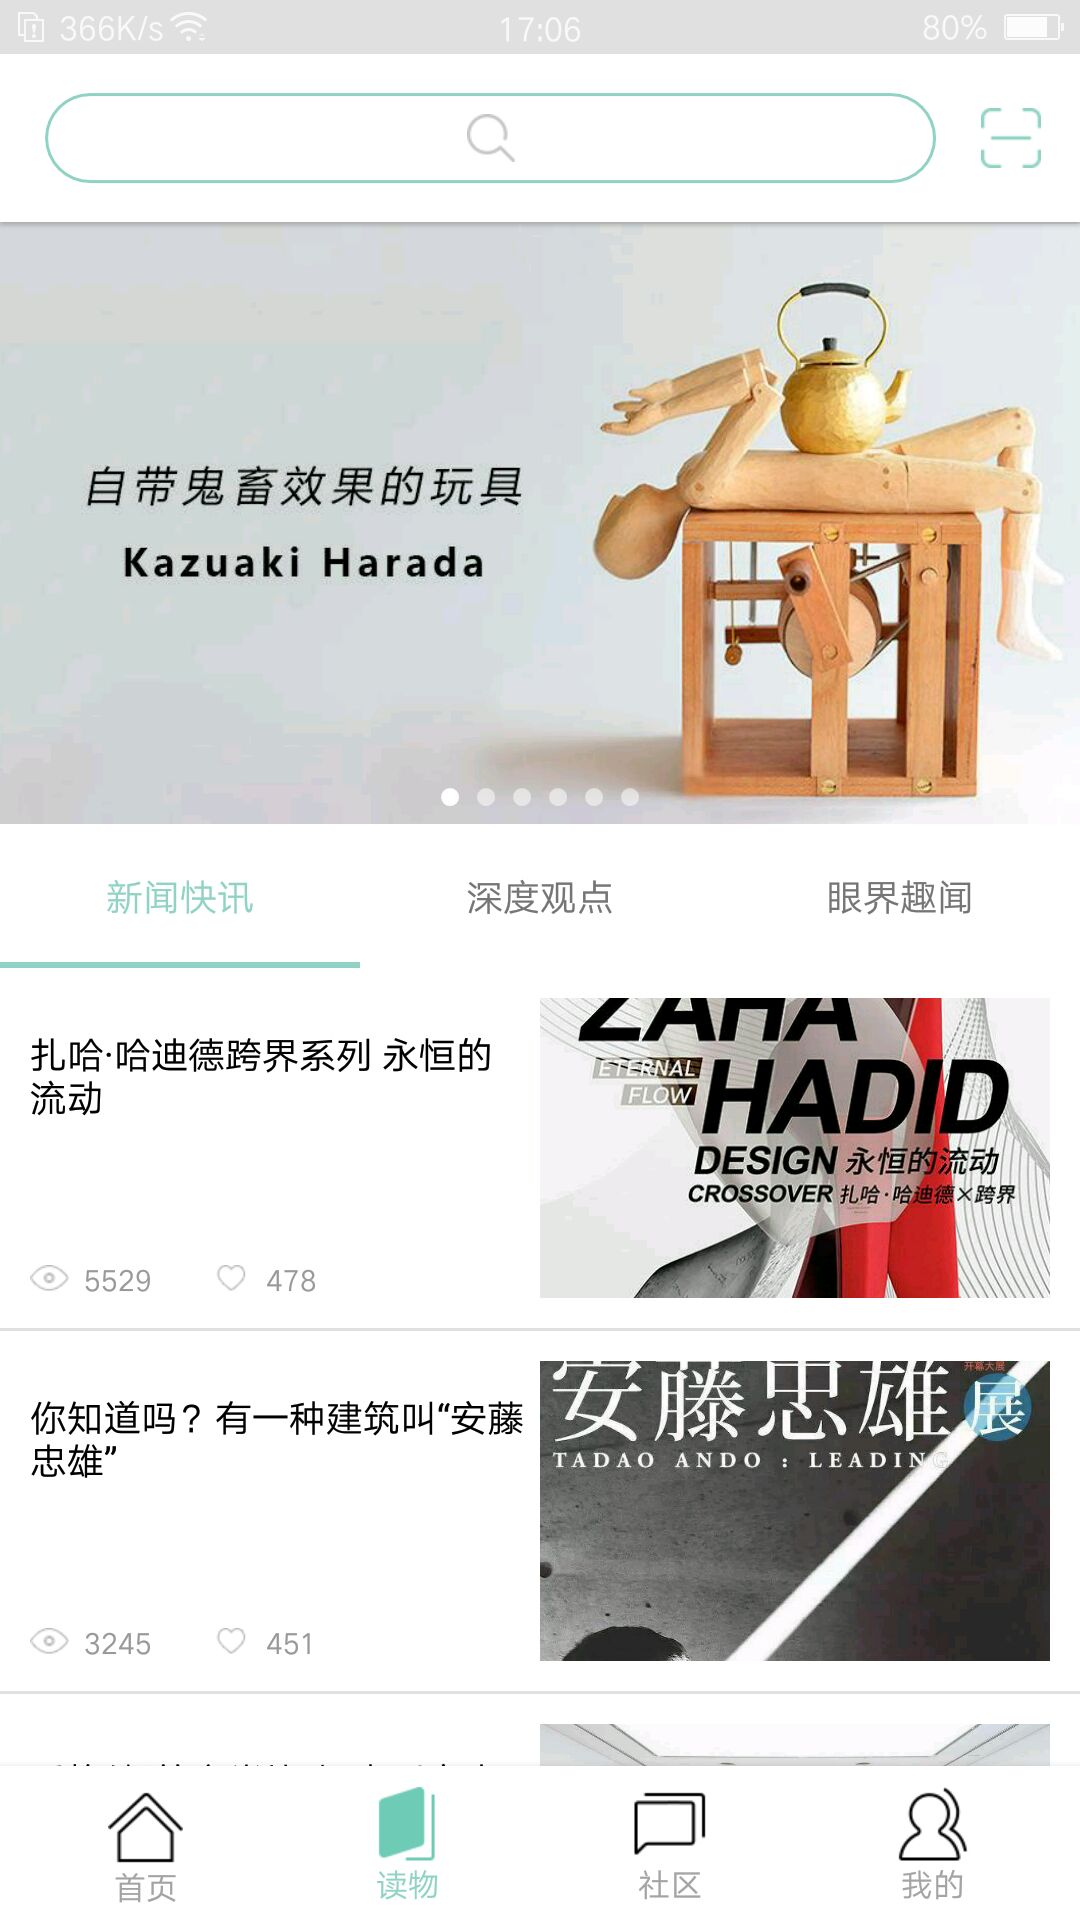 366K/s
17:06
80%
自带鬼畜效果的玩具
Kazuaki Harada
新闻快讯
深度观点
眼界趣闻
扎哈·哈迪德跨界系列 永恒的
流动
5529
478
ZAHA
HADID
ETERNAL
FLOW
DESIGN 永恒的流动
CROSSOVER 扎哈·哈迪德×跨界
你知道吗？有一种建筑叫“安藤
忠雄”
3245
451
开幕大展
安藤忠雄展
TADAO ANDO : LEADING
首页
读物
社区
我的